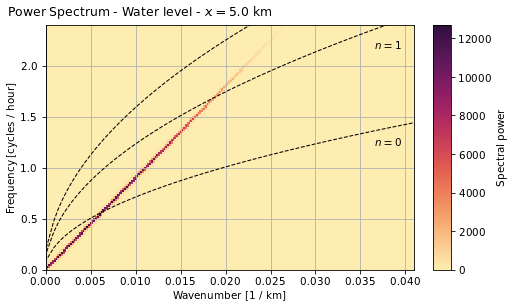 Power Spectrum - Water level - x = 5.0 km
Frequency [cycles / hour]
2.0
1.5
1.0
0.5
0.0
n = 1
n = 0
0.000 0.005 0.010 0.015 0.020 0.025 0.030 0.035 0.040
Wavenumber [1 / km]
12000
10000
8000
6000
4000
2000
0
Spectral power